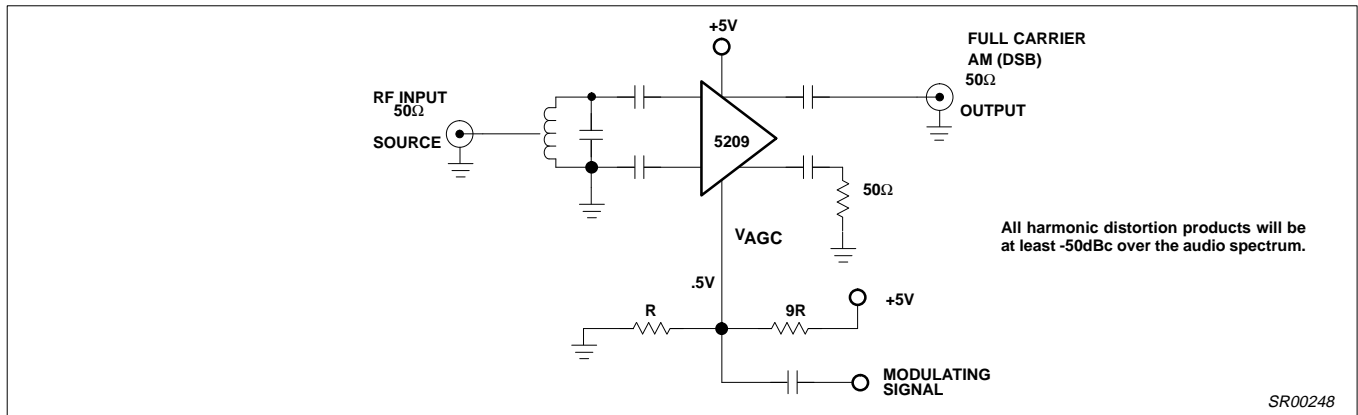 +5V
FULL CARRIER
AM (DSB)
50Ω
OUTPUT
RF INPUT
50Ω
SOURCE
5209
50Ω
All harmonic distortion products will be
at least -50dBc over the audio spectrum.
VAGC
.5V
+5V
R
9R
MODULATING
SIGNAL
SR00248